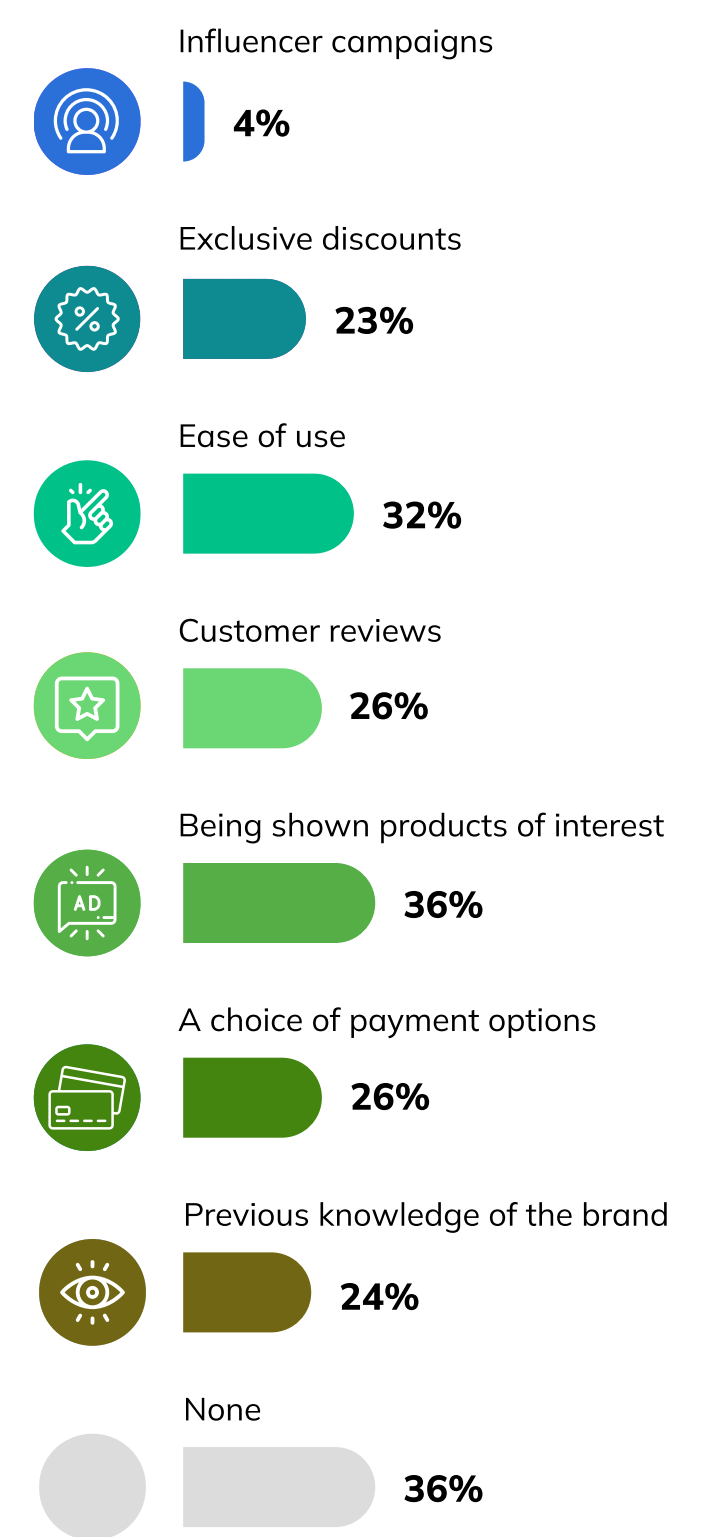 Influencer campaigns
4%
Exclusive discounts
23%
Ease of use
32%
Customer reviews
26%
Being shown products of interest
AD
36%
A choice of payment options
26%
Previous knowledge of the brand
24%
None
36%